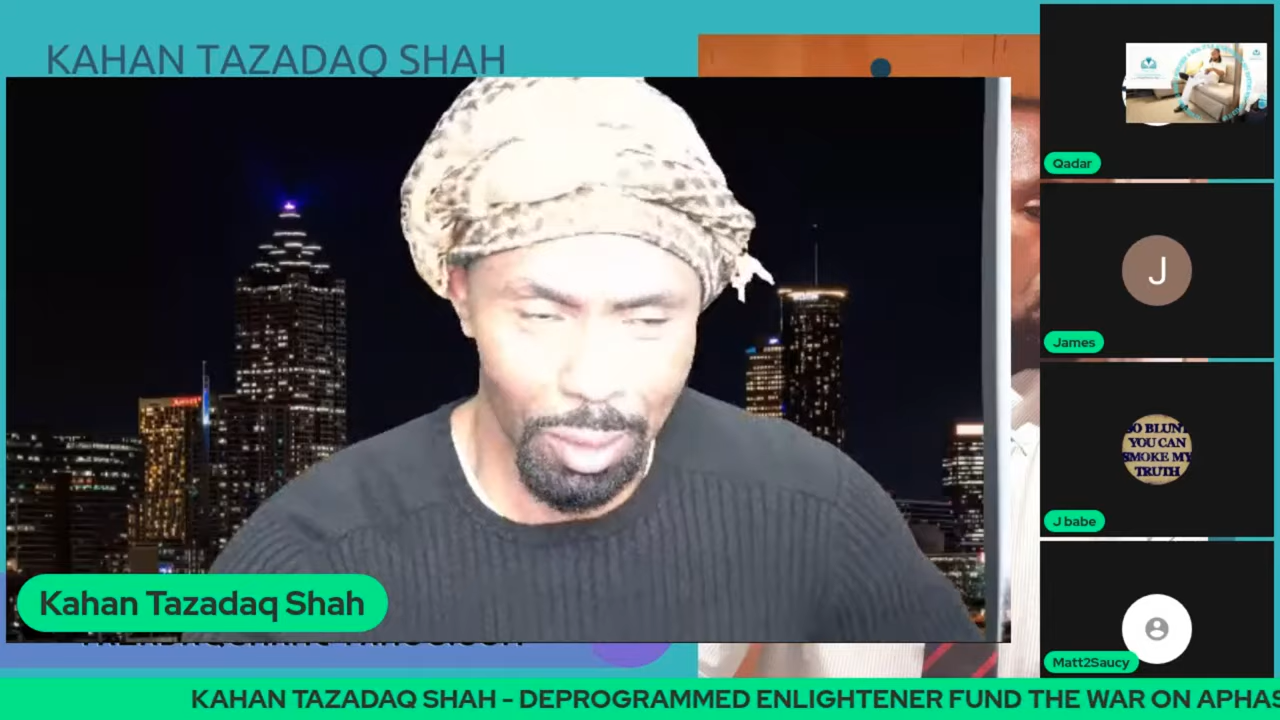 KAHAN TAZADAQ SHAH
Qadar
J
James
SO BLUNT
YOU CAN
SMOKE MY
TRUTH
J babe
Kahan Tazadaq Shah
Matt2Saucy
KAHAN TAZADAQ SHAH - DEPROGRAMMED ENLIGHTENER FUND THE WAR ON APHAS